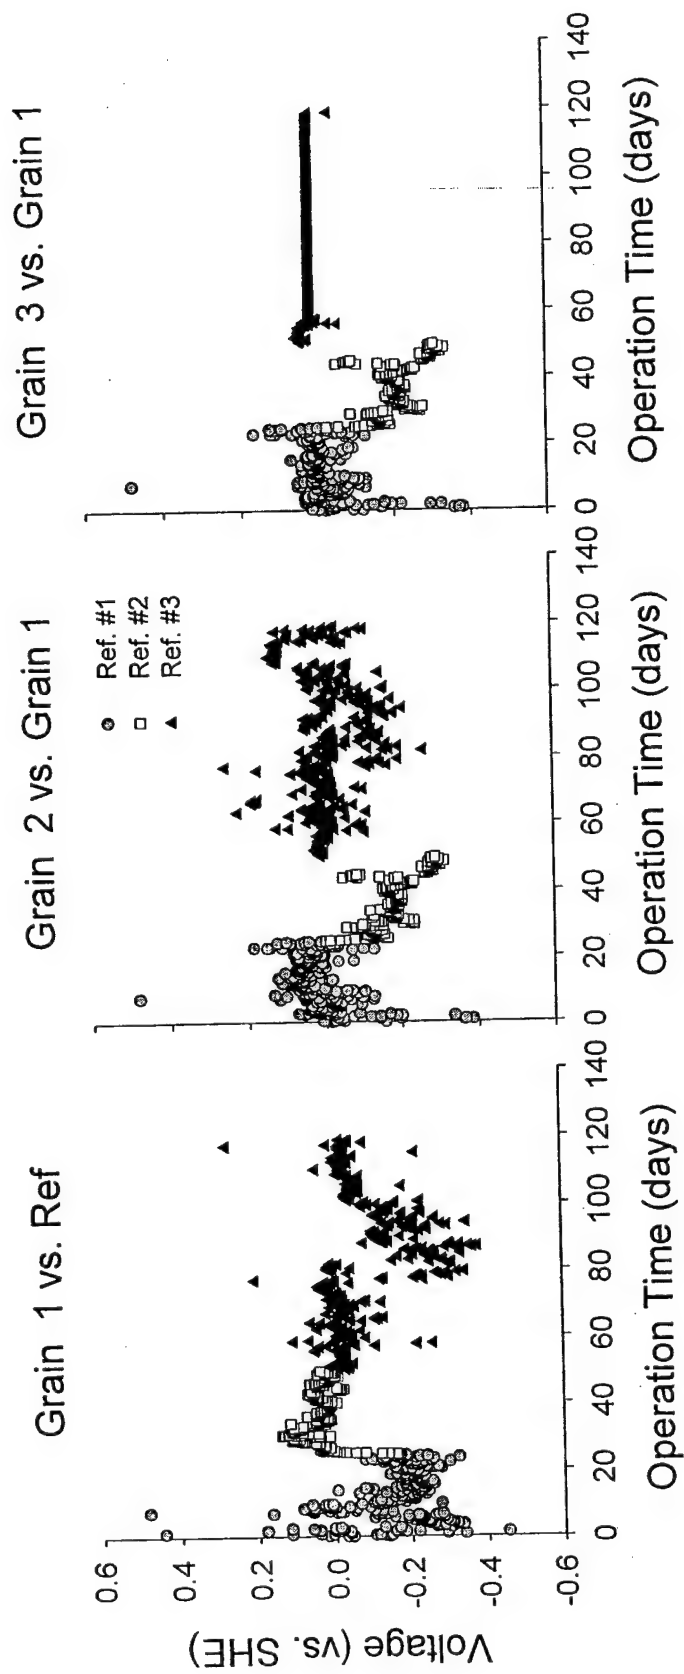 Grain 1 vs. Ref
Grain 2 vs. Grain 1
Grain 3 vs. Grain 1
Voltage (vs. SHE)
0.6
0.4
0.2
0.0
-0.2
-0.4
-0.6
Ref. #1
Ref. #2
Ref. #3
0 20 40 60 80 100 120 140
0 20 40 60 80 100 120 140
0 20 40 60 80 100 120 140
Operation Time (days)
Operation Time (days)
Operation Time (days)